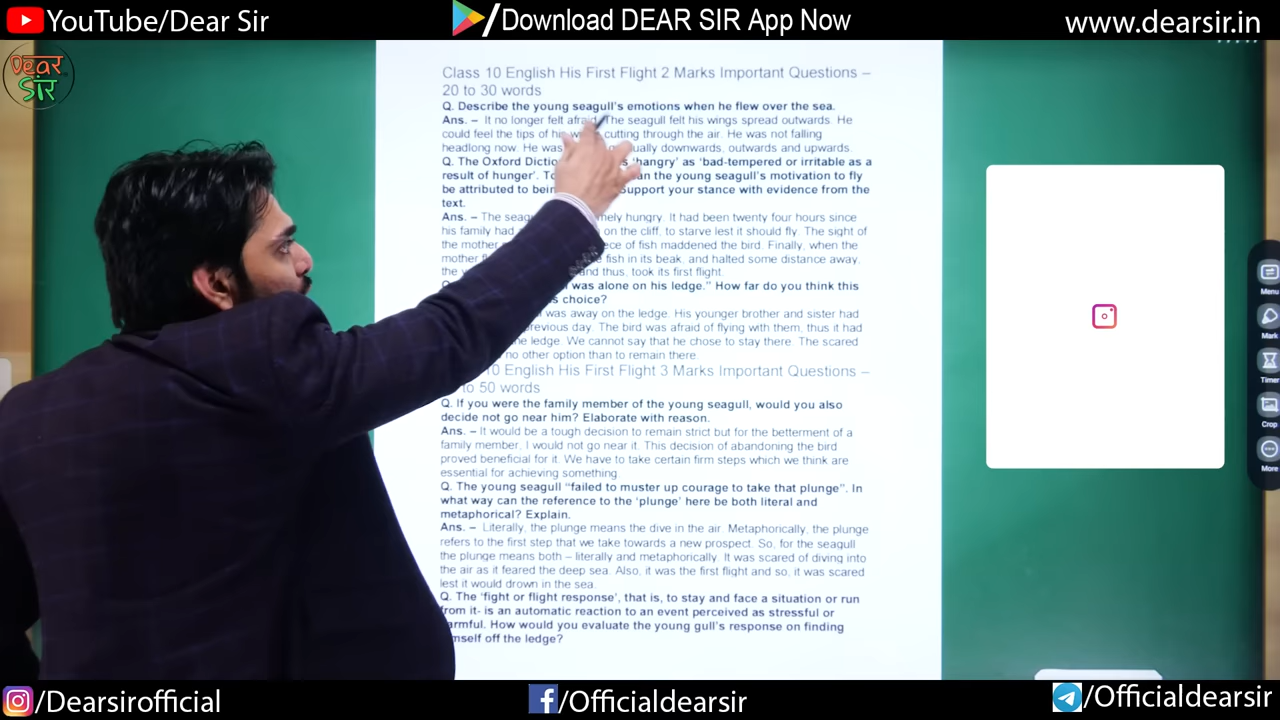 YouTube/Dear Sir
/Download DEAR SIR App Now
www.dearsir.in
Dear
सिर
Class 10 English His First Flight 2 Marks Important Questions –
20 to 30 words
Q. Describe the young seagull's emotions when he flew over the sea.
Ans. – It no longer felt afraid. The seagull felt his wings spread outwards. He
could feel the tips of his cutting through the air. He was not falling
headlong now. He was downwards, outwards and upwards.
Q. The Oxford 'hangry' as 'bad-tempered or irritable as a
result of hunger'. the young seagull's motivation to fly
be attributed to Support your stance with evidence from the
text.
Ans. – The hungry. It had been twenty four hours since
his family had on the cliff, to starve lest it should fly. The sight of
the mother of fish maddened the bird. Finally, when the
mother fish in its beak, and halted some distance away,
the and thus, took its first flight.
was alone on his ledge." How far do you think this
choice?
was away on the ledge. His younger brother and sister had
previous day. The bird was afraid of flying with them, thus it had
ledge. We cannot say that he chose to stay there. The scared
no other option than to remain there.
10 English His First Flight 3 Marks Important Questions –
to 50 words
Q. If you were the family member of the young seagull, would you also
decide not go near him? Elaborate with reason.
Ans. – It would be a tough decision to remain strict but for the betterment of a
family member, I would not go near it. This decision of abandoning the bird
proved beneficial for it. We have to take certain firm steps which we think are
essential for achieving something.
Q. The young seagull "failed to muster up courage to take that plunge". In
what way can the reference to the 'plunge' here be both literal and
metaphorical? Explain.
Ans. – Literally, the plunge means the dive in the air. Metaphorically, the plunge
refers to the first step that we take towards a new prospect. So, for the seagull
the plunge means both – literally and metaphorically. It was scared of diving into
the air as it feared the deep sea. Also, it was the first flight and so, it was scared
lest it would drown in the sea.
Q. The 'fight or flight response', that is, to stay and face a situation or run
from it- is an automatic reaction to an event perceived as stressful or
harmful. How would you evaluate the young gull's response on finding
himself off the ledge?
Menu
Mark
Timer
Crop
More
/Dearsirofficial
/Officialdearsir
/Officialdearsir